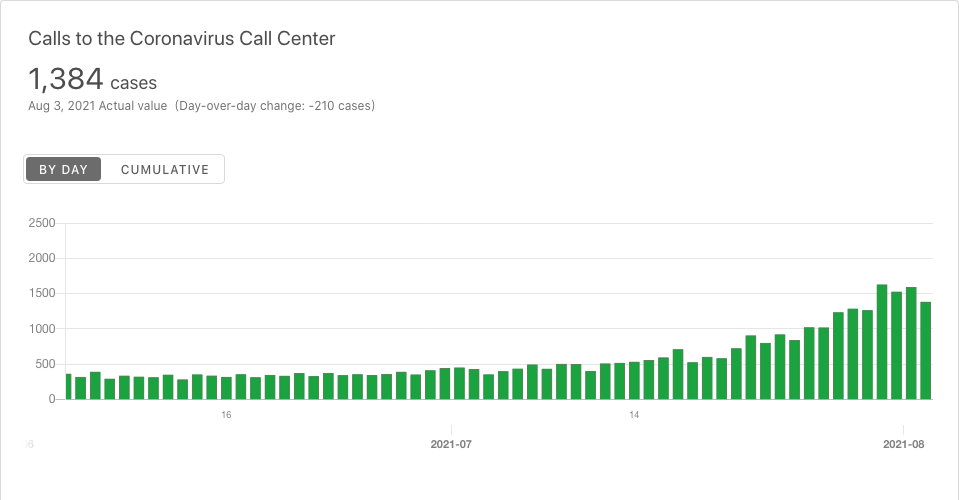 Calls to the Coronavirus Call Center
1,384 cases
Aug 3, 2021 Actual value (Day-over-day change: -210 cases)
BY DAY CUMULATIVE
2500
2000
1500
1000
500
0
16 14
2021-07 2021-08